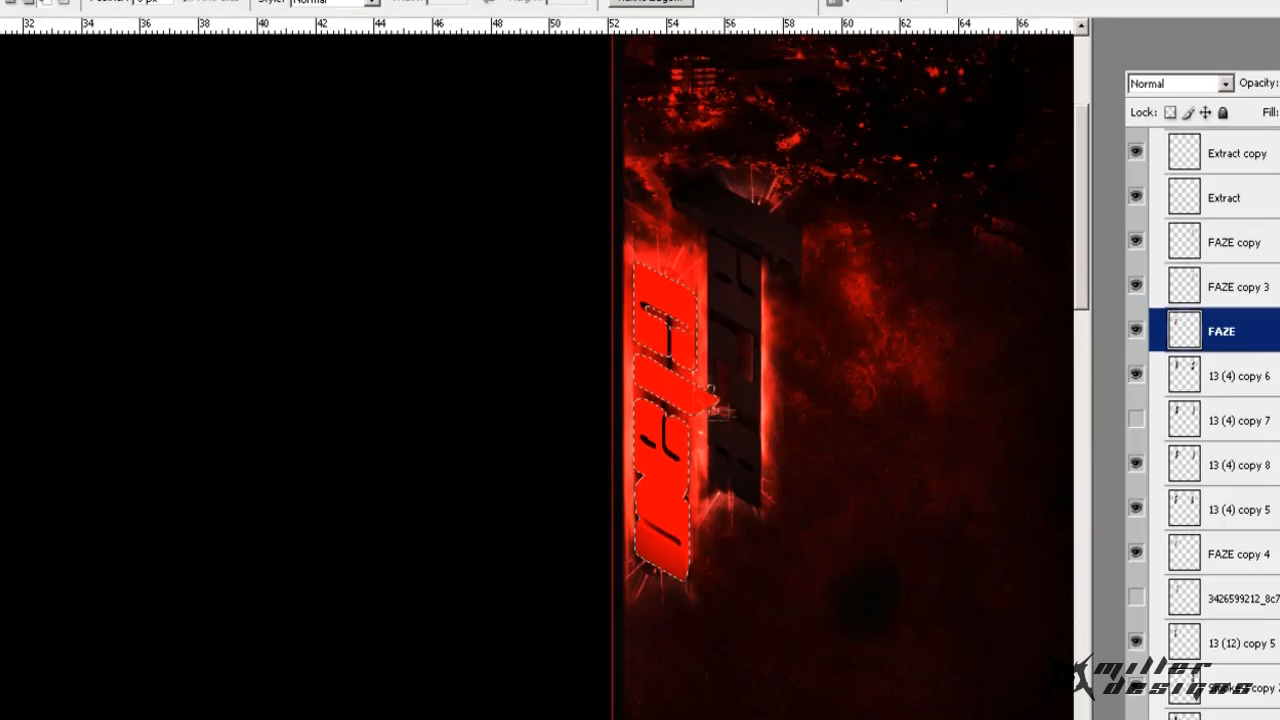 Normal
32 34 36 38 40 42 44 46 48 50 52 54 56 58 60 62 64 66
Normal Opacity:
Lock: Fill:
Extract copy
Extract
FAZE copy
FAZE copy 3
FAZE
13 (4) copy 6
13 (4) copy 7
13 (4) copy 8
13 (4) copy 5
FAZE copy 4
3426599212_8c7
13 (12) copy 5
miller
designs
copy